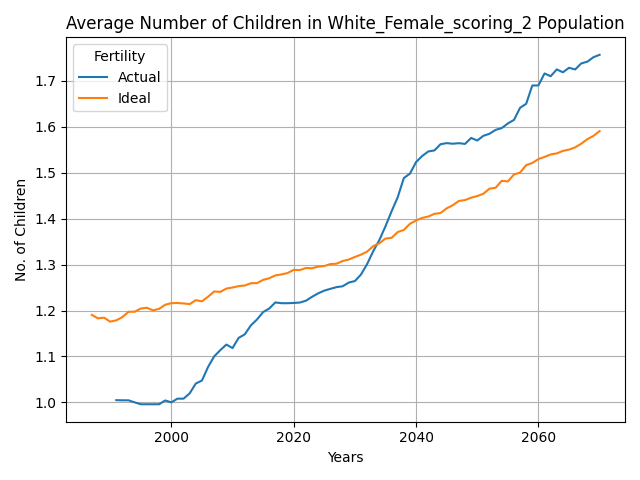 Average Number of Children in White_Female_scoring_2 Population
Fertility
Actual
Ideal
No. of Children
1.7
1.6
1.5
1.4
1.3
1.2
1.1
1.0
2000 2020 2040 2060
Years